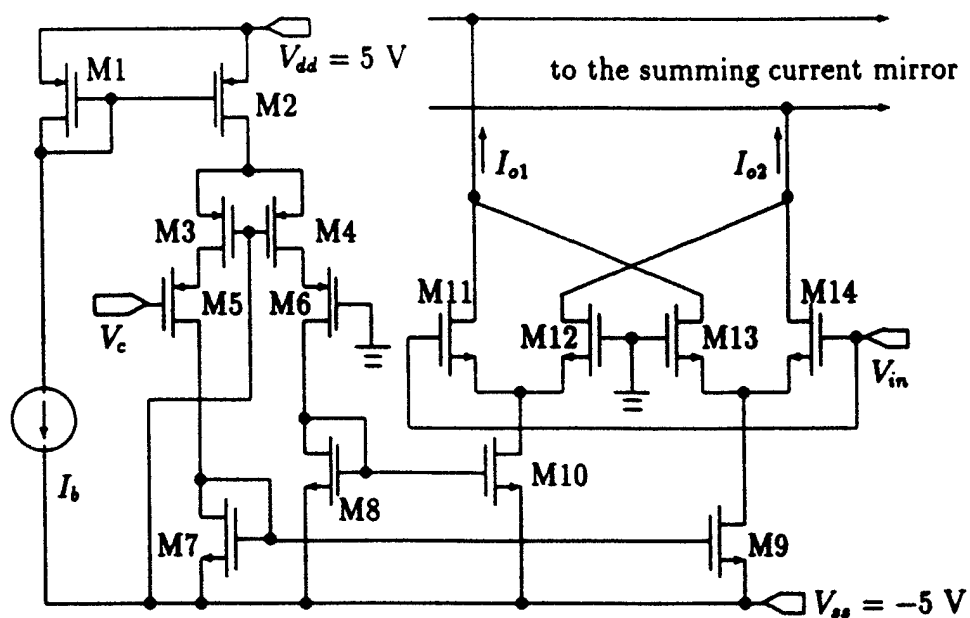 M1
V_dd = 5 V
M2
to the summing current mirror
I_o1
I_o2
M3
M4
M5
M6
V_c
M11
M12
M13
M14
V_in
I_b
M8
M10
M7
M9
V_ss = −5 V